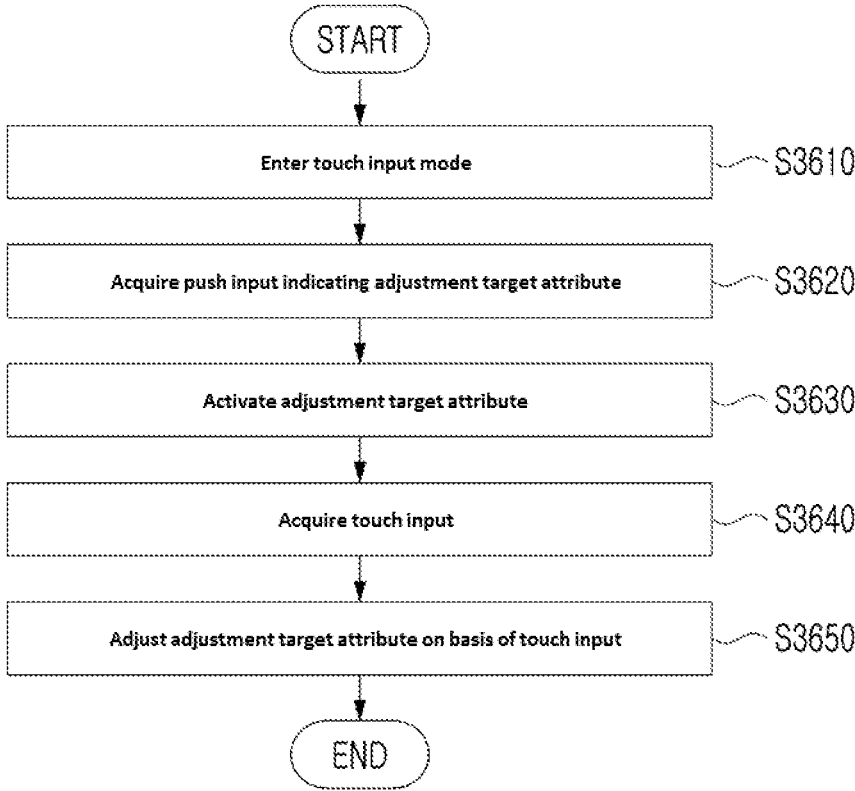 START
Enter touch input mode
S3610
Acquire push input indicating adjustment target attribute
S3620
Activate adjustment target attribute
S3630
Acquire touch input
S3640
Adjust adjustment target attribute on basis of touch input
S3650
END